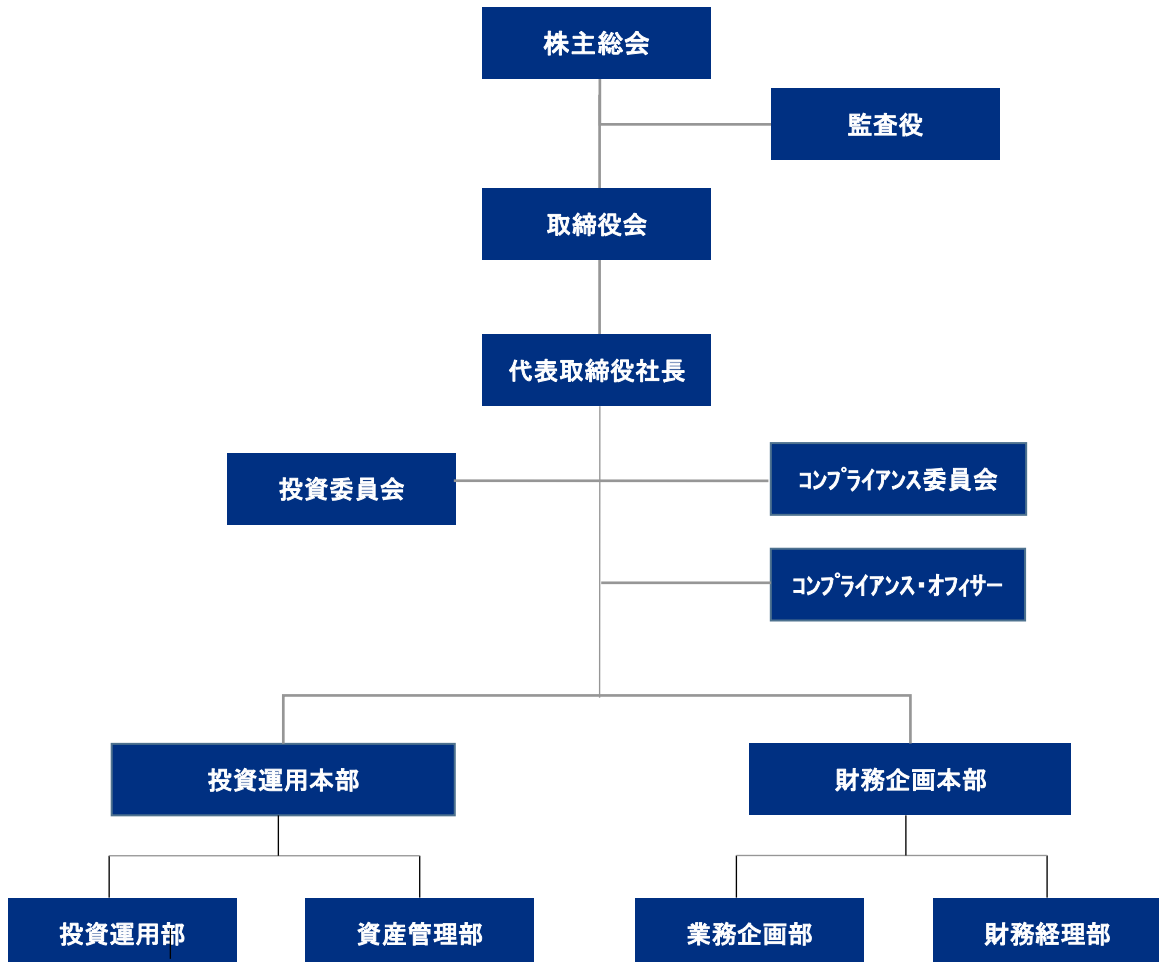 株主総会
監査役
取締役会
代表取締役社長
投資委員会
ｺﾝﾌﾟﾗｲｱﾝｽ委員会
ｺﾝﾌﾟﾗｲｱﾝｽ・ｵﾌｨｻｰ
投資運用本部
財務企画本部
投資運用部
資産管理部
業務企画部
財務経理部